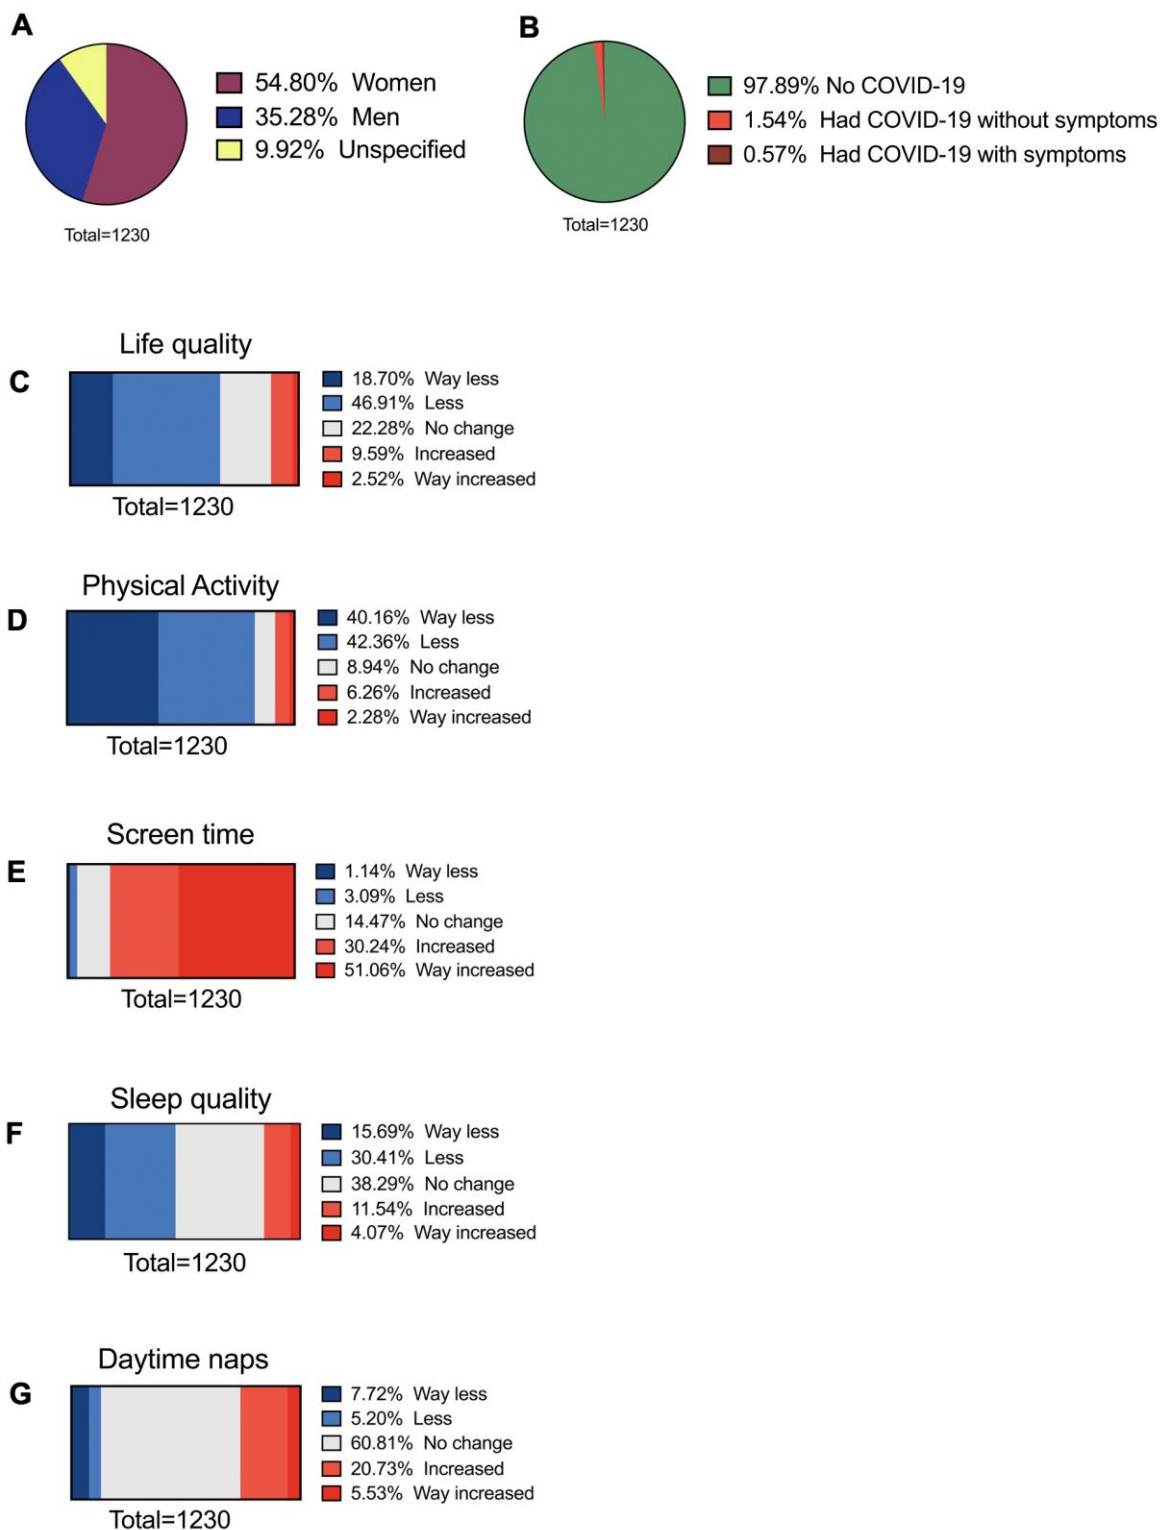 A
54.80% Women
35.28% Men
9.92% Unspecified
Total=1230
B
97.89% No COVID-19
1.54% Had COVID-19 without symptoms
0.57% Had COVID-19 with symptoms
Total=1230
Life quality
C
18.70% Way less
46.91% Less
22.28% No change
9.59% Increased
2.52% Way increased
Total=1230
Physical Activity
D
40.16% Way less
42.36% Less
8.94% No change
6.26% Increased
2.28% Way increased
Total=1230
Screen time
E
1.14% Way less
3.09% Less
14.47% No change
30.24% Increased
51.06% Way increased
Total=1230
Sleep quality
F
15.69% Way less
30.41% Less
38.29% No change
11.54% Increased
4.07% Way increased
Total=1230
Daytime naps
G
7.72% Way less
5.20% Less
60.81% No change
20.73% Increased
5.53% Way increased
Total=1230